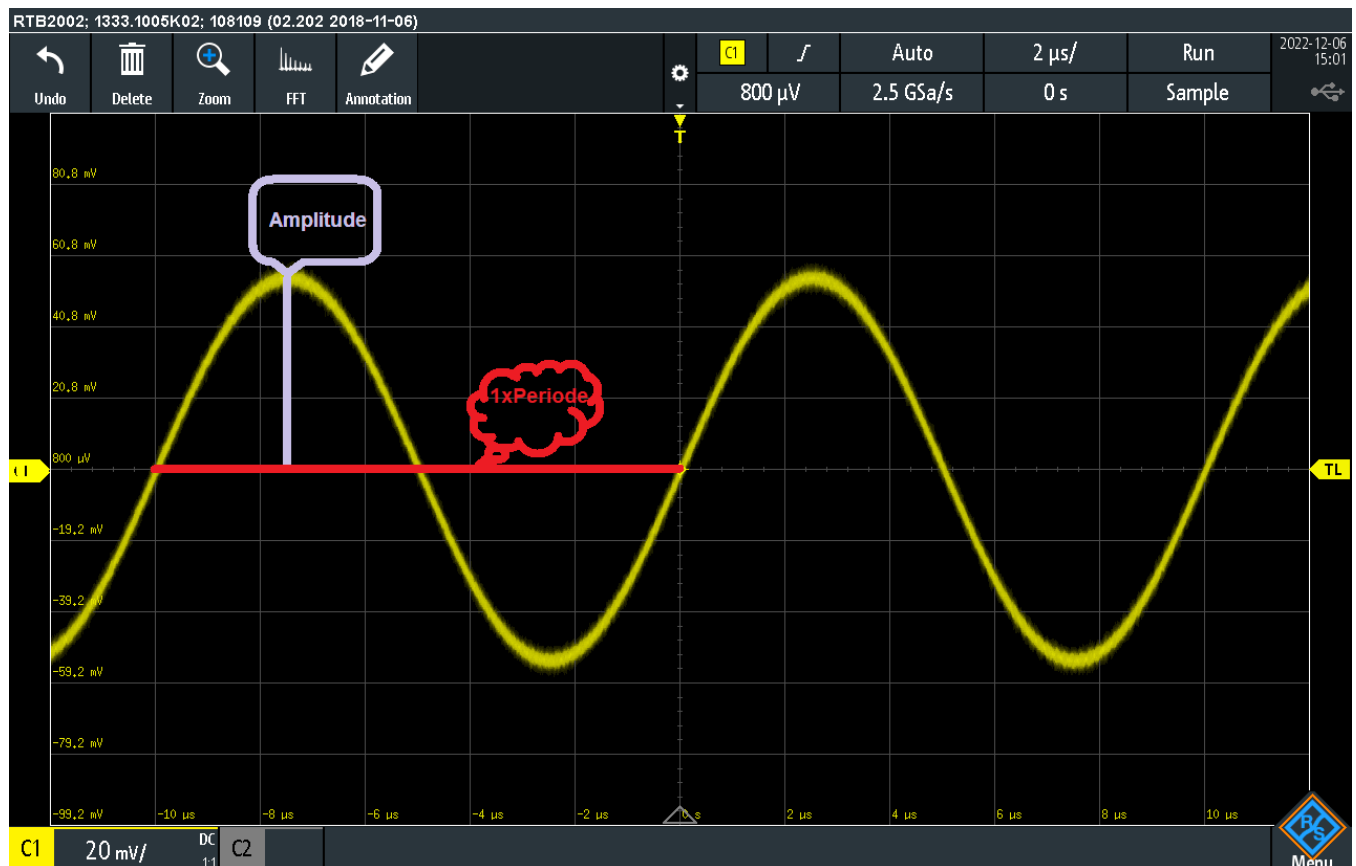 RTB2002; 1333.1005K02; 108109 (02.202 2018-11-06)
Undo Delete Zoom FFT Annotation
C1 Auto 2 µs/ Run
800 µV 2.5 GSa/s 0 s Sample
2022-12-06
15:01
T
80.8 mV
Amplitude
60.8 mV
40.8 mV
20.8 mV
1xPeriode
800 µV
TL
-19.2 mV
-39.2 mV
-59.2 mV
-79.2 mV
-99.2 mV -10 µs -8 µs -6 µs -4 µs -2 µs 0 s 2 µs 4 µs 6 µs 8 µs 10 µs
C1 20 mV/ DC 1:1 C2
R&S
Menu